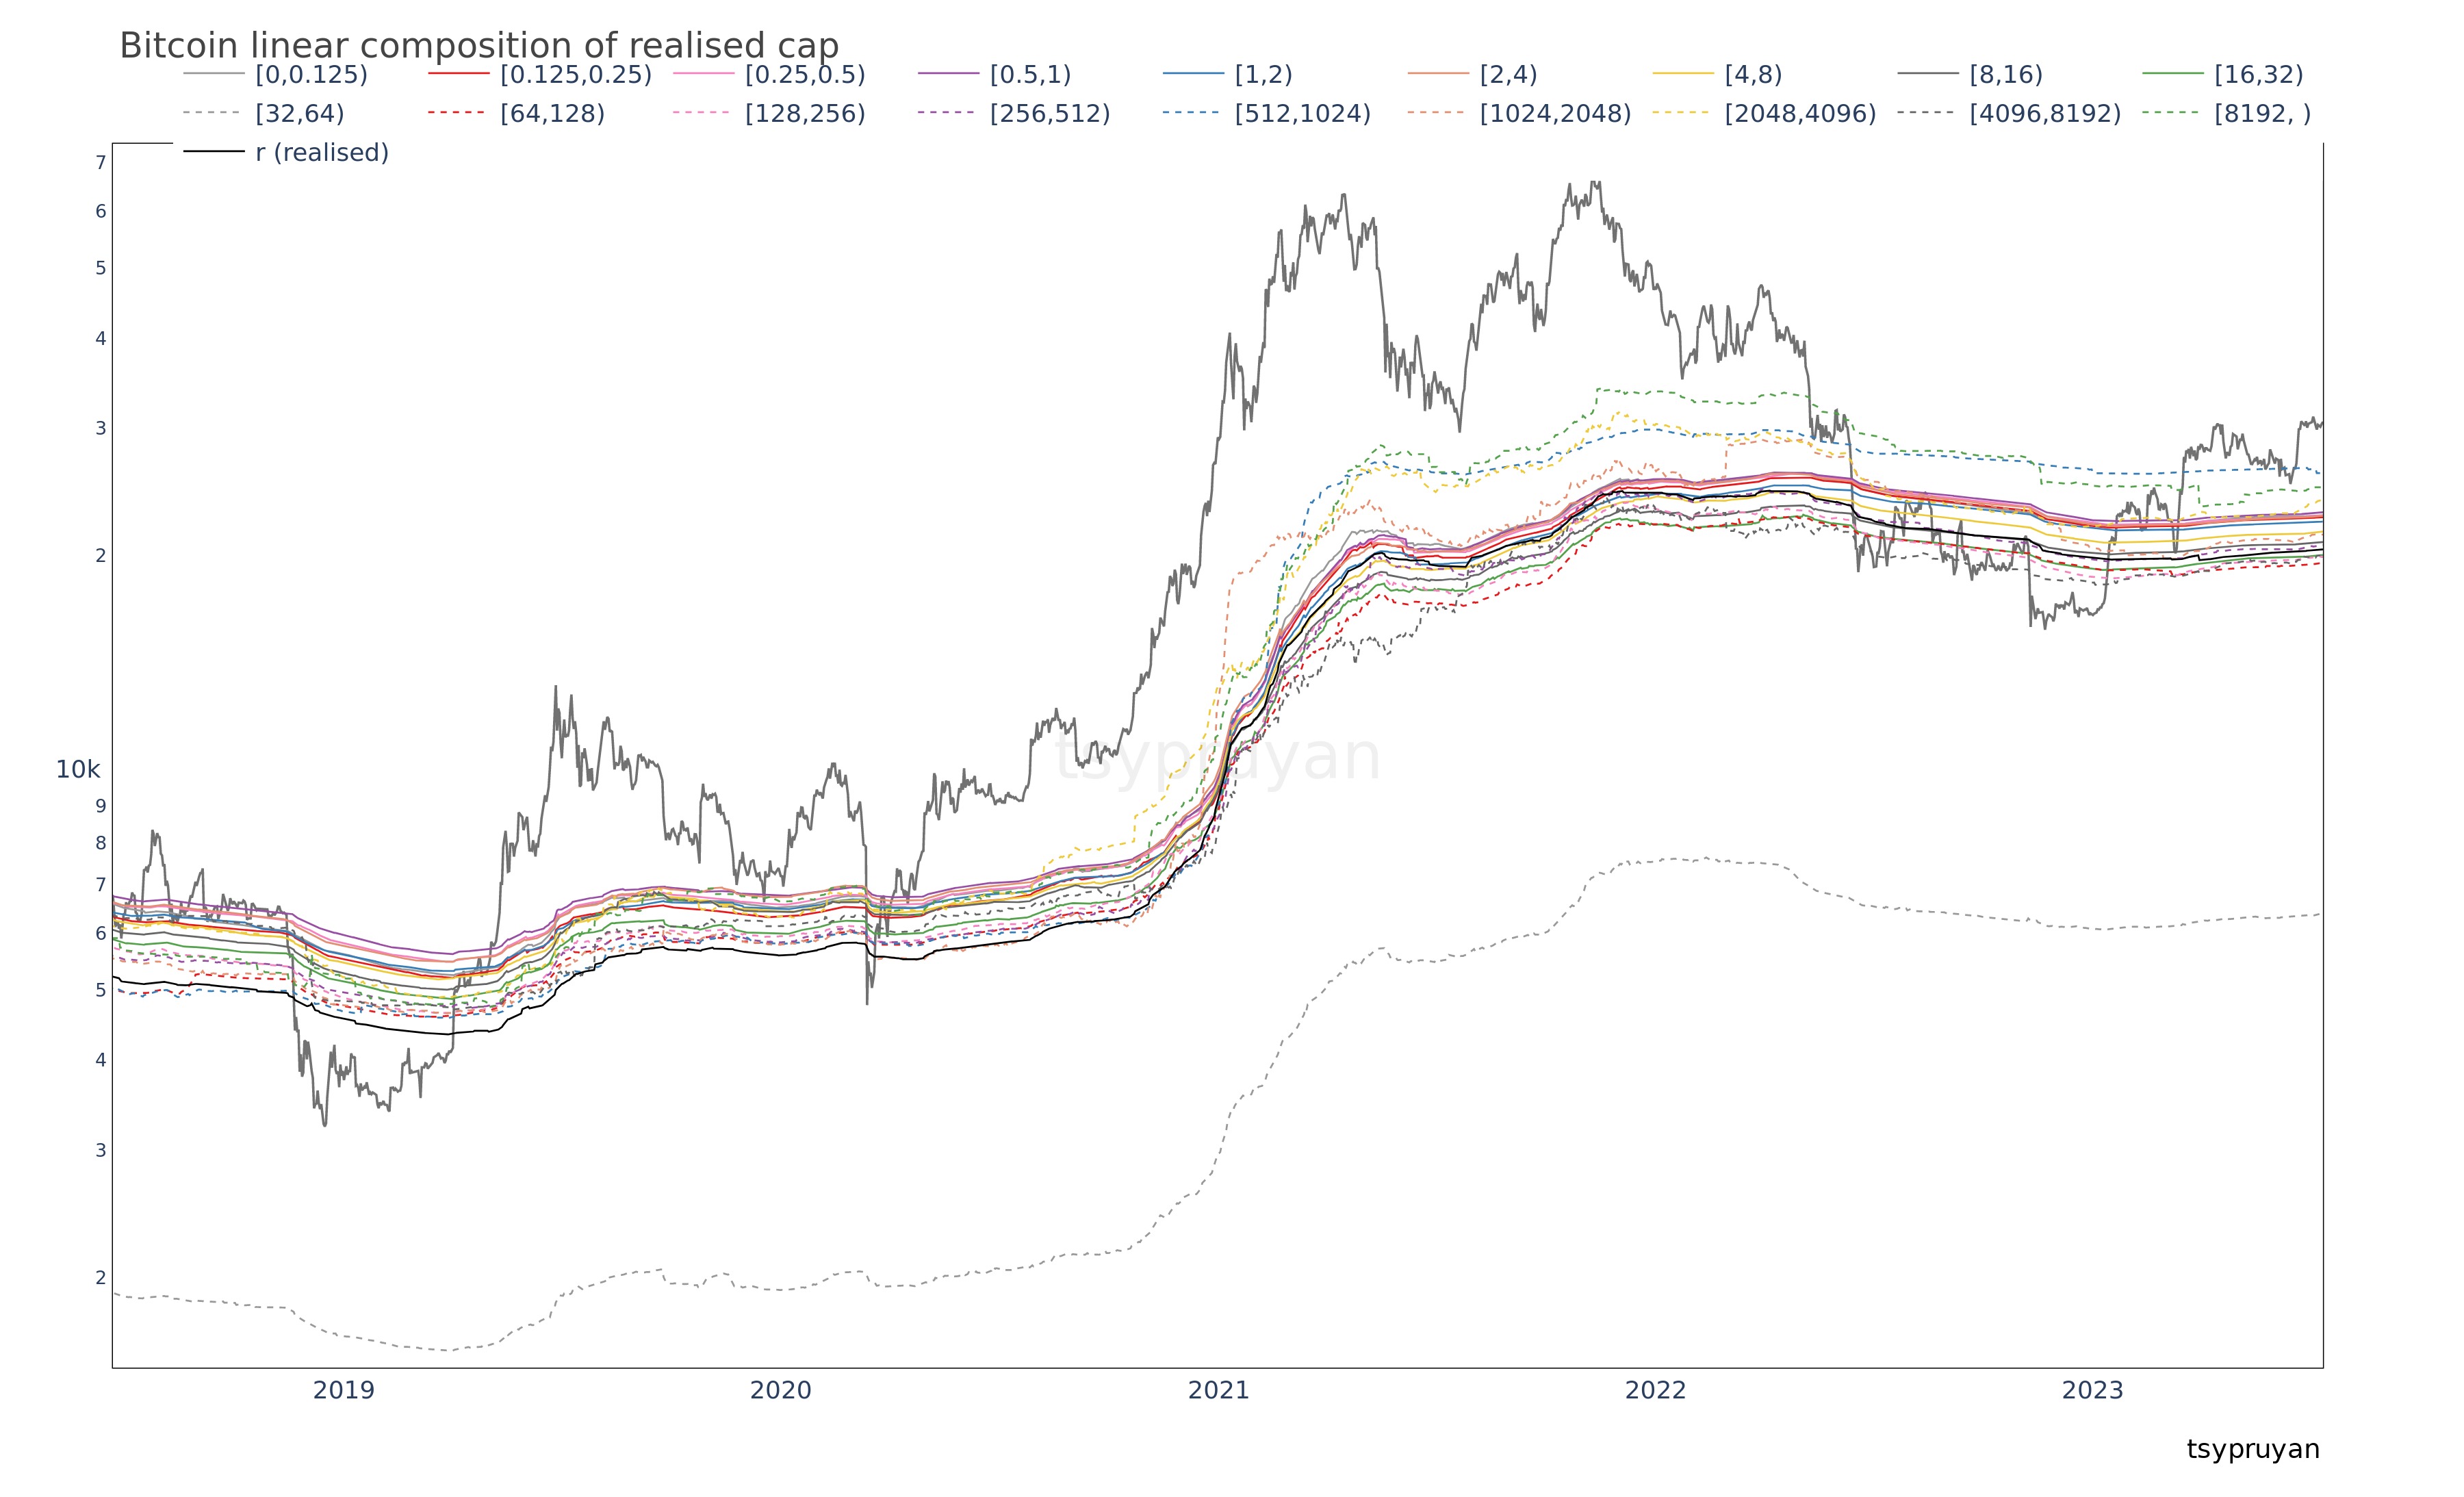 Bitcoin linear composition of realised cap
[0,0.125) [0.125,0.25) [0.25,0.5) [0.5,1) [1,2) [2,4) [4,8) [8,16) [16,32)
[32,64) [64,128) [128,256) [256,512) [512,1024) [1024,2048) [2048,4096) [4096,8192) [8192, )
r (realised)
7
6
5
4
3
2
tsypruyan
10k
9
8
7
6
5
4
3
2
2019 2020 2021 2022 2023
tsypruyan